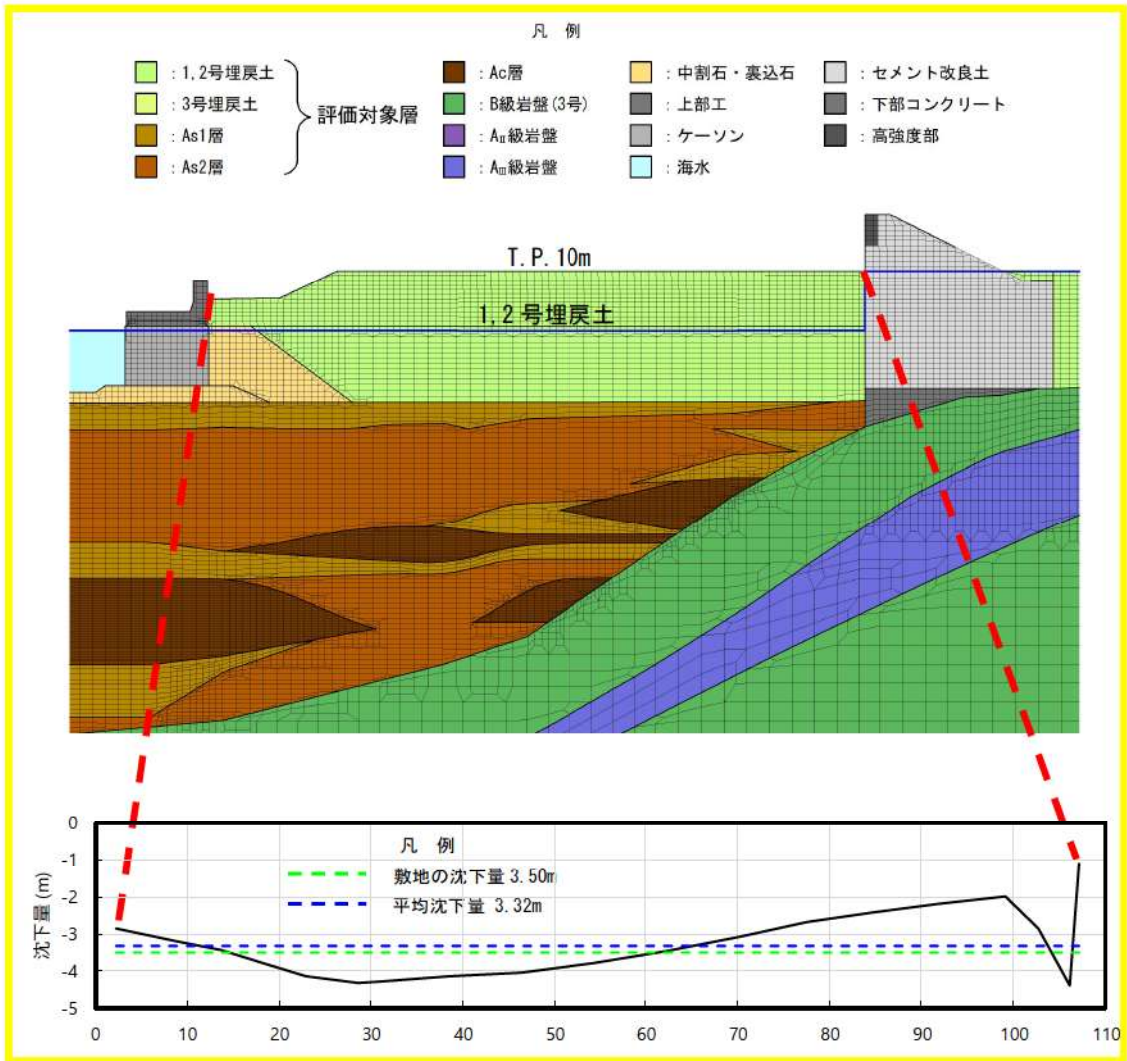 凡 例
: 1,2号埋戻土
: 3号埋戻土
: As1層
: As2層
評価対象層
: Ac層
: B級岩盤(3号)
: AⅡ級岩盤
: AⅢ級岩盤
: 中割石・裏込石
: 上部工
: ケーソン
: 海水
: セメント改良土
: 下部コンクリート
: 高強度部
T.P.10m
1,2号埋戻土
凡 例
敷地の沈下量 3.50m
平均沈下量 3.32m
沈下量(m)
0
-1
-2
-3
-4
-5
0 10 20 30 40 50 60 70 80 90 100 110